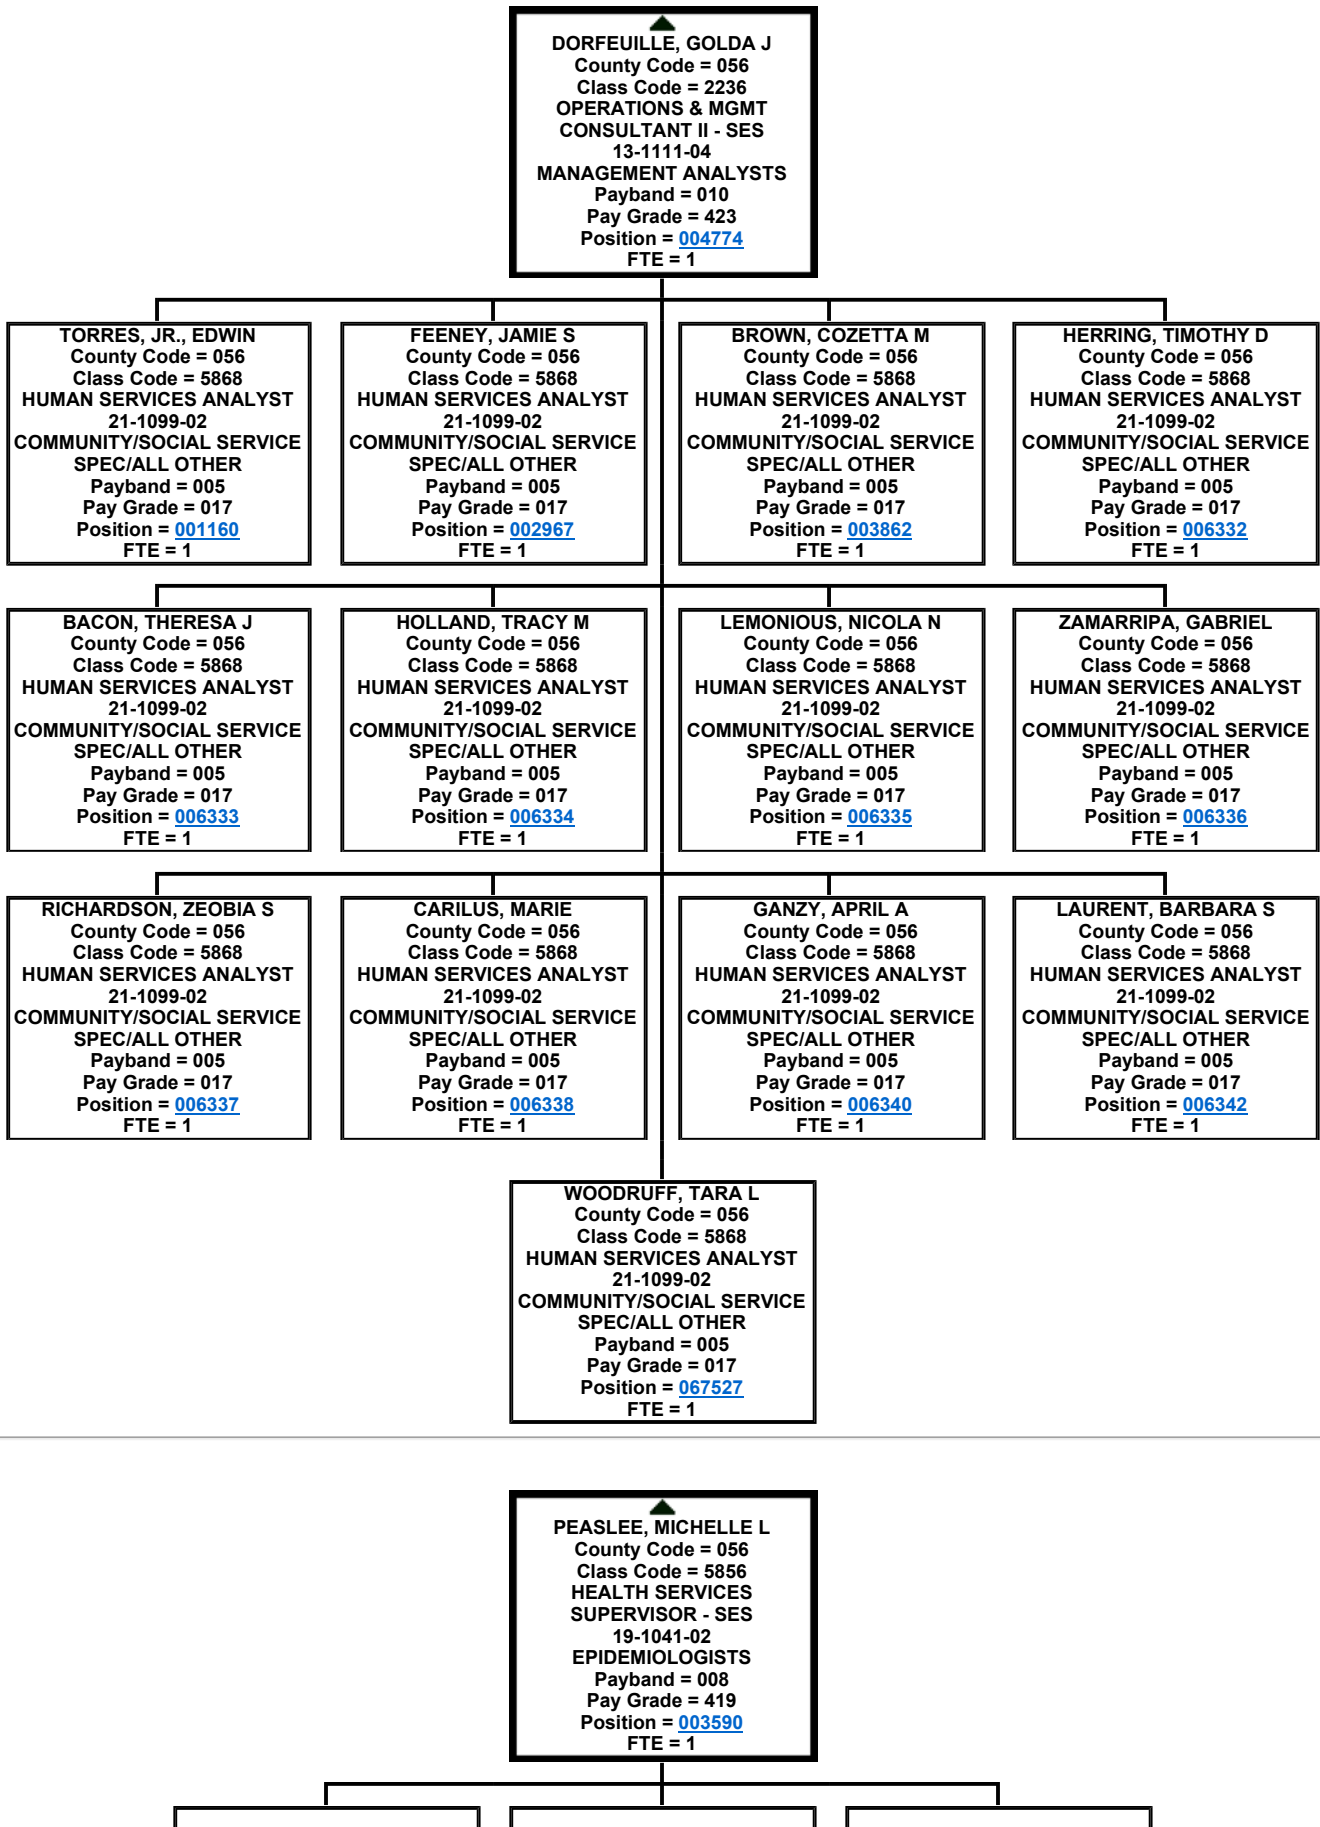 DORFEUILLE, GOLDA J
County Code = 056
Class Code = 2236
OPERATIONS & MGMT
CONSULTANT II - SES
13-1111-04
MANAGEMENT ANALYSTS
Payband = 010
Pay Grade = 423
Position = 004774
FTE = 1
TORRES, JR., EDWIN
County Code = 056
Class Code = 5868
HUMAN SERVICES ANALYST
21-1099-02
COMMUNITY/SOCIAL SERVICE
SPEC/ALL OTHER
Payband = 005
Pay Grade = 017
Position = 001160
FTE = 1
FEENEY, JAMIE S
County Code = 056
Class Code = 5868
HUMAN SERVICES ANALYST
21-1099-02
COMMUNITY/SOCIAL SERVICE
SPEC/ALL OTHER
Payband = 005
Pay Grade = 017
Position = 002967
FTE = 1
BROWN, COZETTA M
County Code = 056
Class Code = 5868
HUMAN SERVICES ANALYST
21-1099-02
COMMUNITY/SOCIAL SERVICE
SPEC/ALL OTHER
Payband = 005
Pay Grade = 017
Position = 003862
FTE = 1
HERRING, TIMOTHY D
County Code = 056
Class Code = 5868
HUMAN SERVICES ANALYST
21-1099-02
COMMUNITY/SOCIAL SERVICE
SPEC/ALL OTHER
Payband = 005
Pay Grade = 017
Position = 006332
FTE = 1
BACON, THERESA J
County Code = 056
Class Code = 5868
HUMAN SERVICES ANALYST
21-1099-02
COMMUNITY/SOCIAL SERVICE
SPEC/ALL OTHER
Payband = 005
Pay Grade = 017
Position = 006333
FTE = 1
HOLLAND, TRACY M
County Code = 056
Class Code = 5868
HUMAN SERVICES ANALYST
21-1099-02
COMMUNITY/SOCIAL SERVICE
SPEC/ALL OTHER
Payband = 005
Pay Grade = 017
Position = 006334
FTE = 1
LEMONIOUS, NICOLA N
County Code = 056
Class Code = 5868
HUMAN SERVICES ANALYST
21-1099-02
COMMUNITY/SOCIAL SERVICE
SPEC/ALL OTHER
Payband = 005
Pay Grade = 017
Position = 006335
FTE = 1
ZAMARRIPA, GABRIEL
County Code = 056
Class Code = 5868
HUMAN SERVICES ANALYST
21-1099-02
COMMUNITY/SOCIAL SERVICE
SPEC/ALL OTHER
Payband = 005
Pay Grade = 017
Position = 006336
FTE = 1
RICHARDSON, ZEOBIA S
County Code = 056
Class Code = 5868
HUMAN SERVICES ANALYST
21-1099-02
COMMUNITY/SOCIAL SERVICE
SPEC/ALL OTHER
Payband = 005
Pay Grade = 017
Position = 006337
FTE = 1
CARILUS, MARIE
County Code = 056
Class Code = 5868
HUMAN SERVICES ANALYST
21-1099-02
COMMUNITY/SOCIAL SERVICE
SPEC/ALL OTHER
Payband = 005
Pay Grade = 017
Position = 006338
FTE = 1
GANZY, APRIL A
County Code = 056
Class Code = 5868
HUMAN SERVICES ANALYST
21-1099-02
COMMUNITY/SOCIAL SERVICE
SPEC/ALL OTHER
Payband = 005
Pay Grade = 017
Position = 006340
FTE = 1
LAURENT, BARBARA S
County Code = 056
Class Code = 5868
HUMAN SERVICES ANALYST
21-1099-02
COMMUNITY/SOCIAL SERVICE
SPEC/ALL OTHER
Payband = 005
Pay Grade = 017
Position = 006342
FTE = 1
WOODRUFF, TARA L
County Code = 056
Class Code = 5868
HUMAN SERVICES ANALYST
21-1099-02
COMMUNITY/SOCIAL SERVICE
SPEC/ALL OTHER
Payband = 005
Pay Grade = 017
Position = 067527
FTE = 1
PEASLEE, MICHELLE L
County Code = 056
Class Code = 5856
HEALTH SERVICES
SUPERVISOR - SES
19-1041-02
EPIDEMIOLOGISTS
Payband = 008
Pay Grade = 419
Position = 003590
FTE = 1